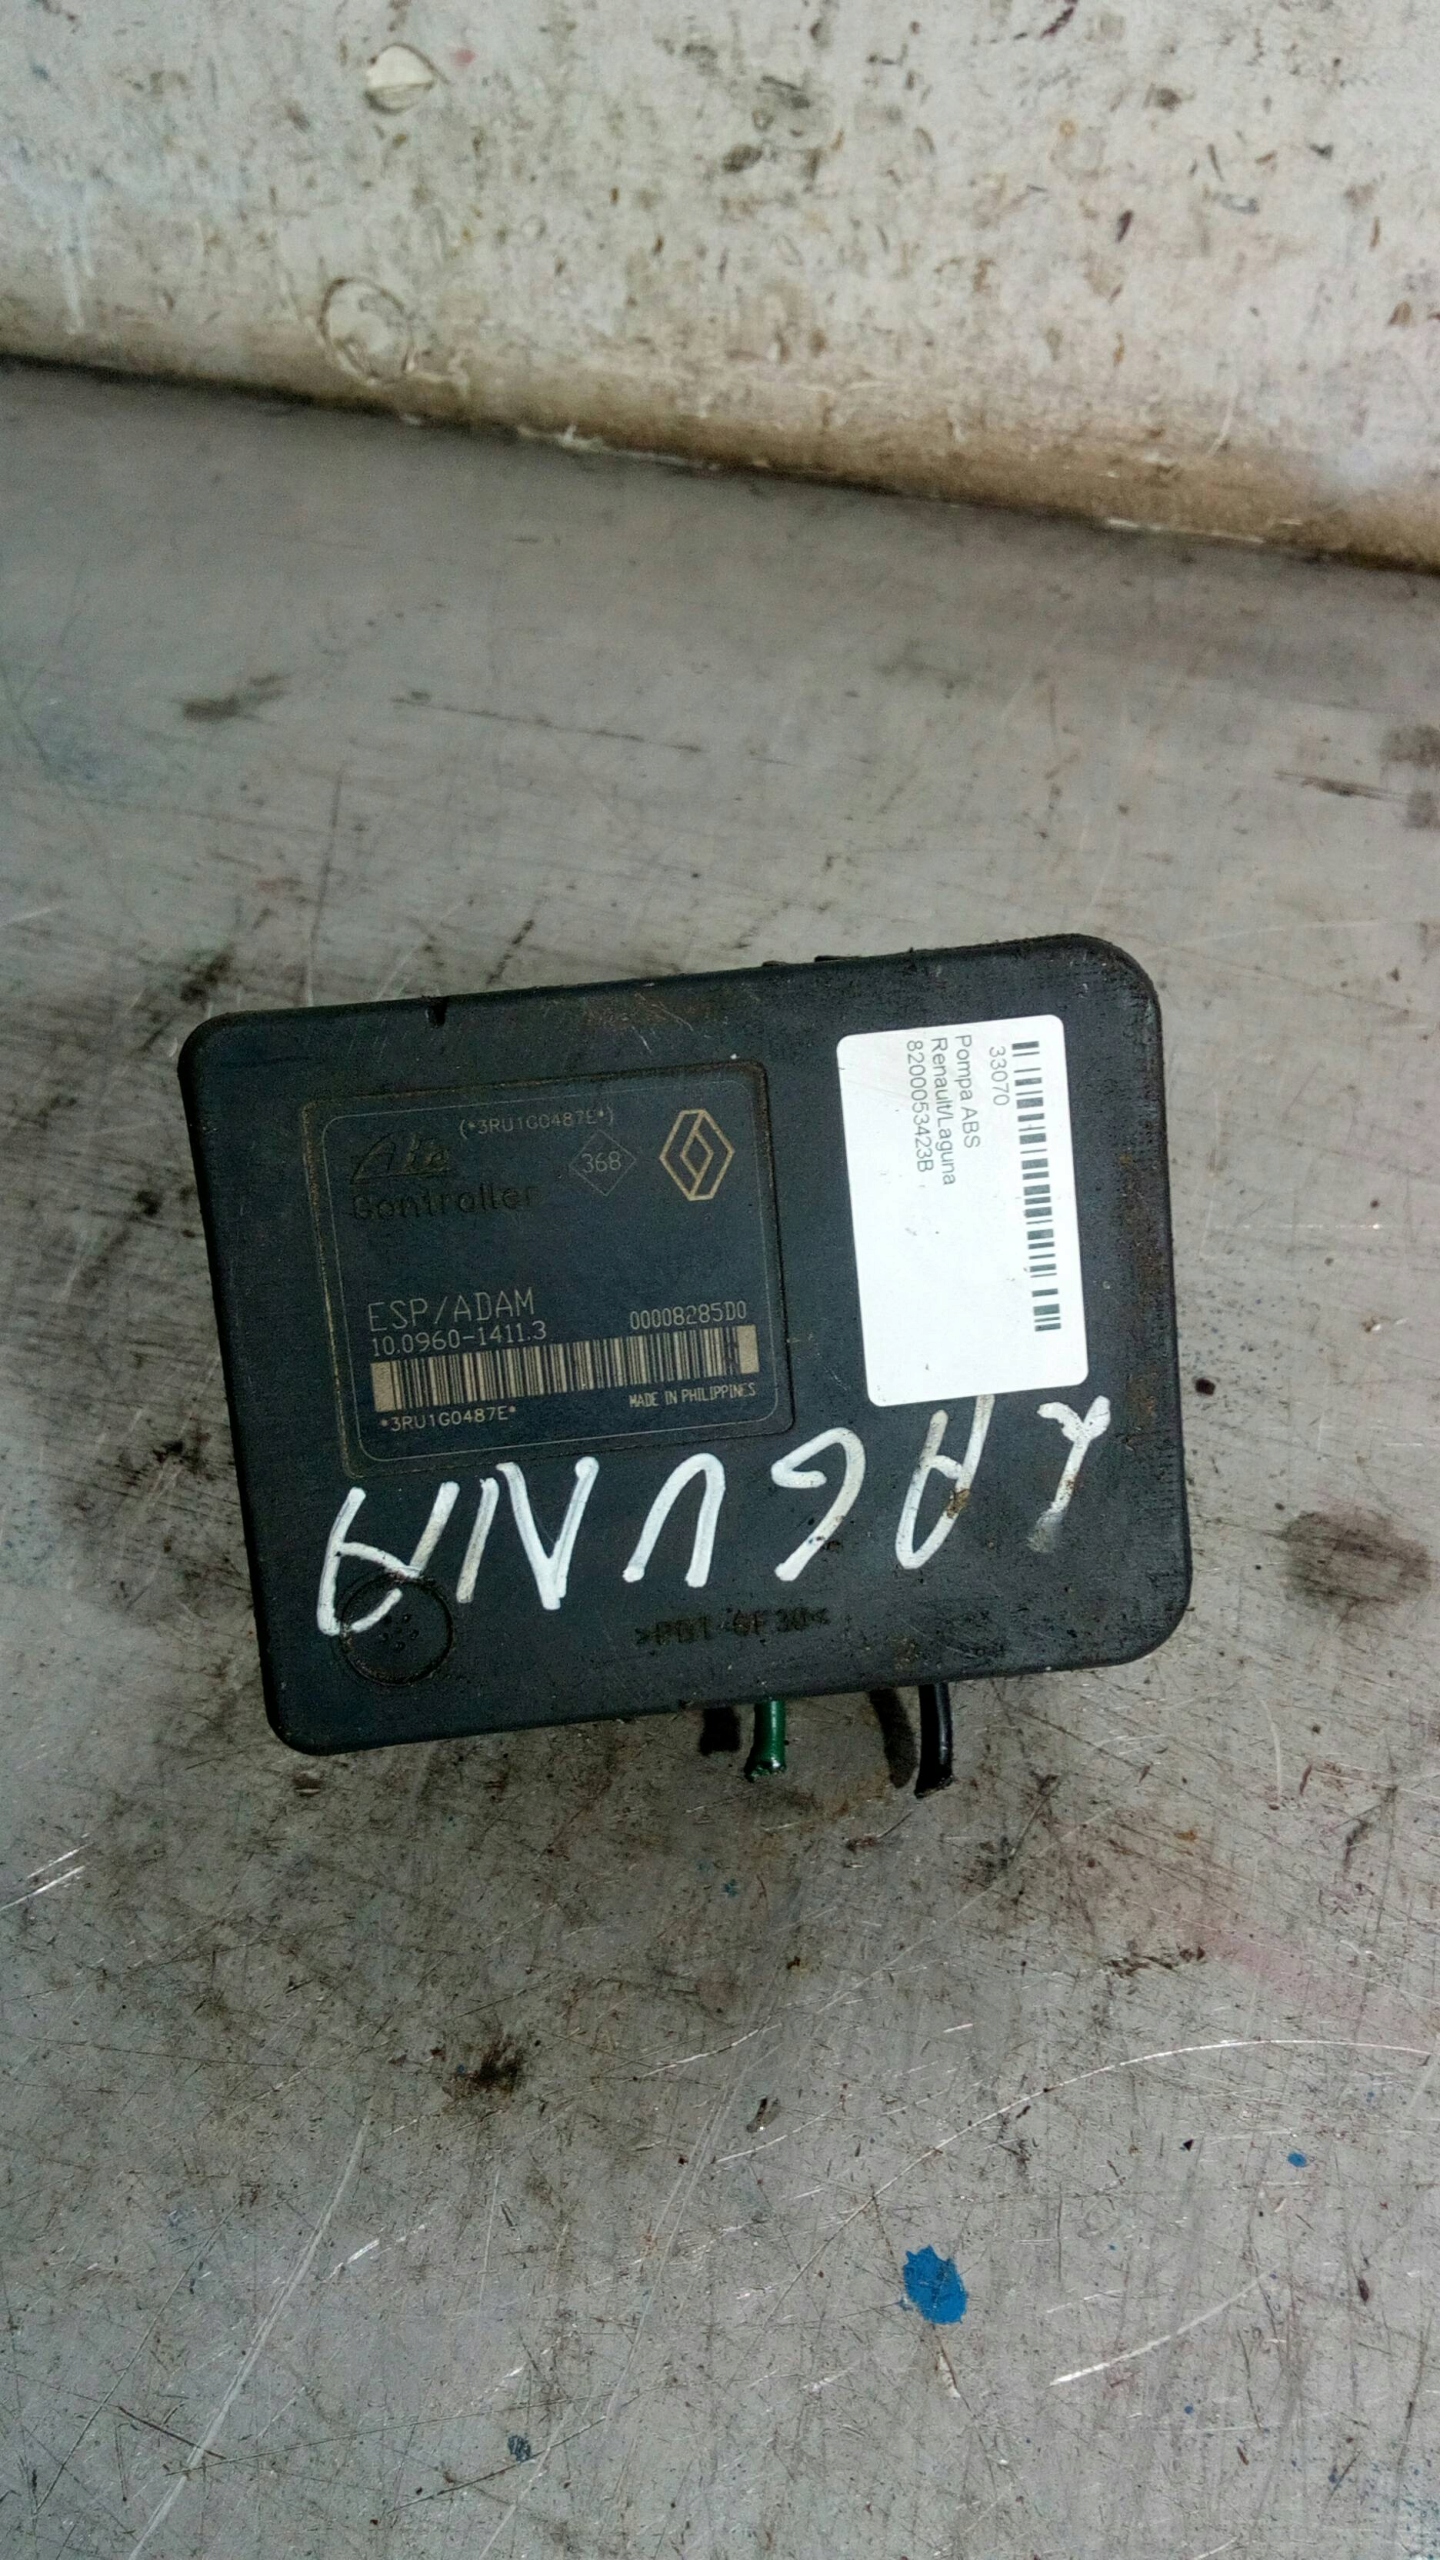 33070
Pompa ABS
Renault/Laguna
8200053423B
(*3RU1G0487E*)
Ate
368
Controller
ESP/ADAM
10.0960-1411.3
00008285D0
*3RU1G0487E*
MADE IN PHILIPPINES
LAGUNA